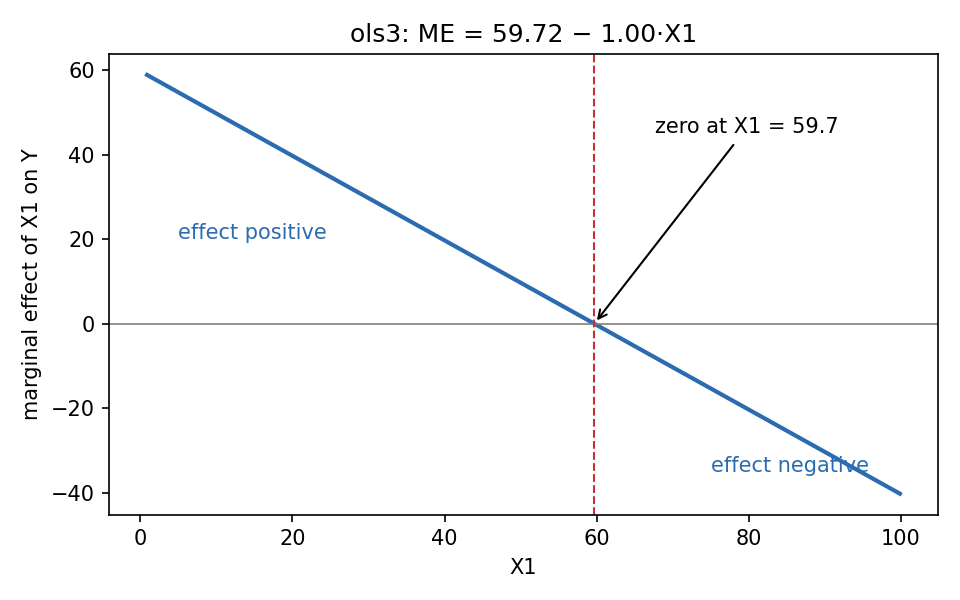 ols3: ME = 59.72 − 1.00·X1
marginal effect of X1 on Y
60
40
20
0
−20
−40
zero at X1 = 59.7
effect positive
effect negative
0 20 40 60 80 100
X1